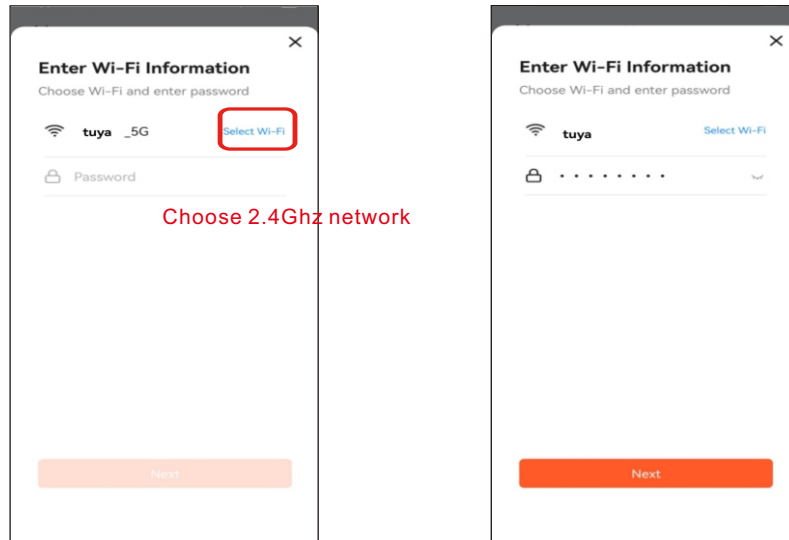 Enter Wi-Fi Information
Choose Wi-Fi and enter password
tuya _5G Select Wi-Fi
Password
Choose 2.4Ghz network
Next
Enter Wi-Fi Information
Choose Wi-Fi and enter password
tuya Select Wi-Fi
Next